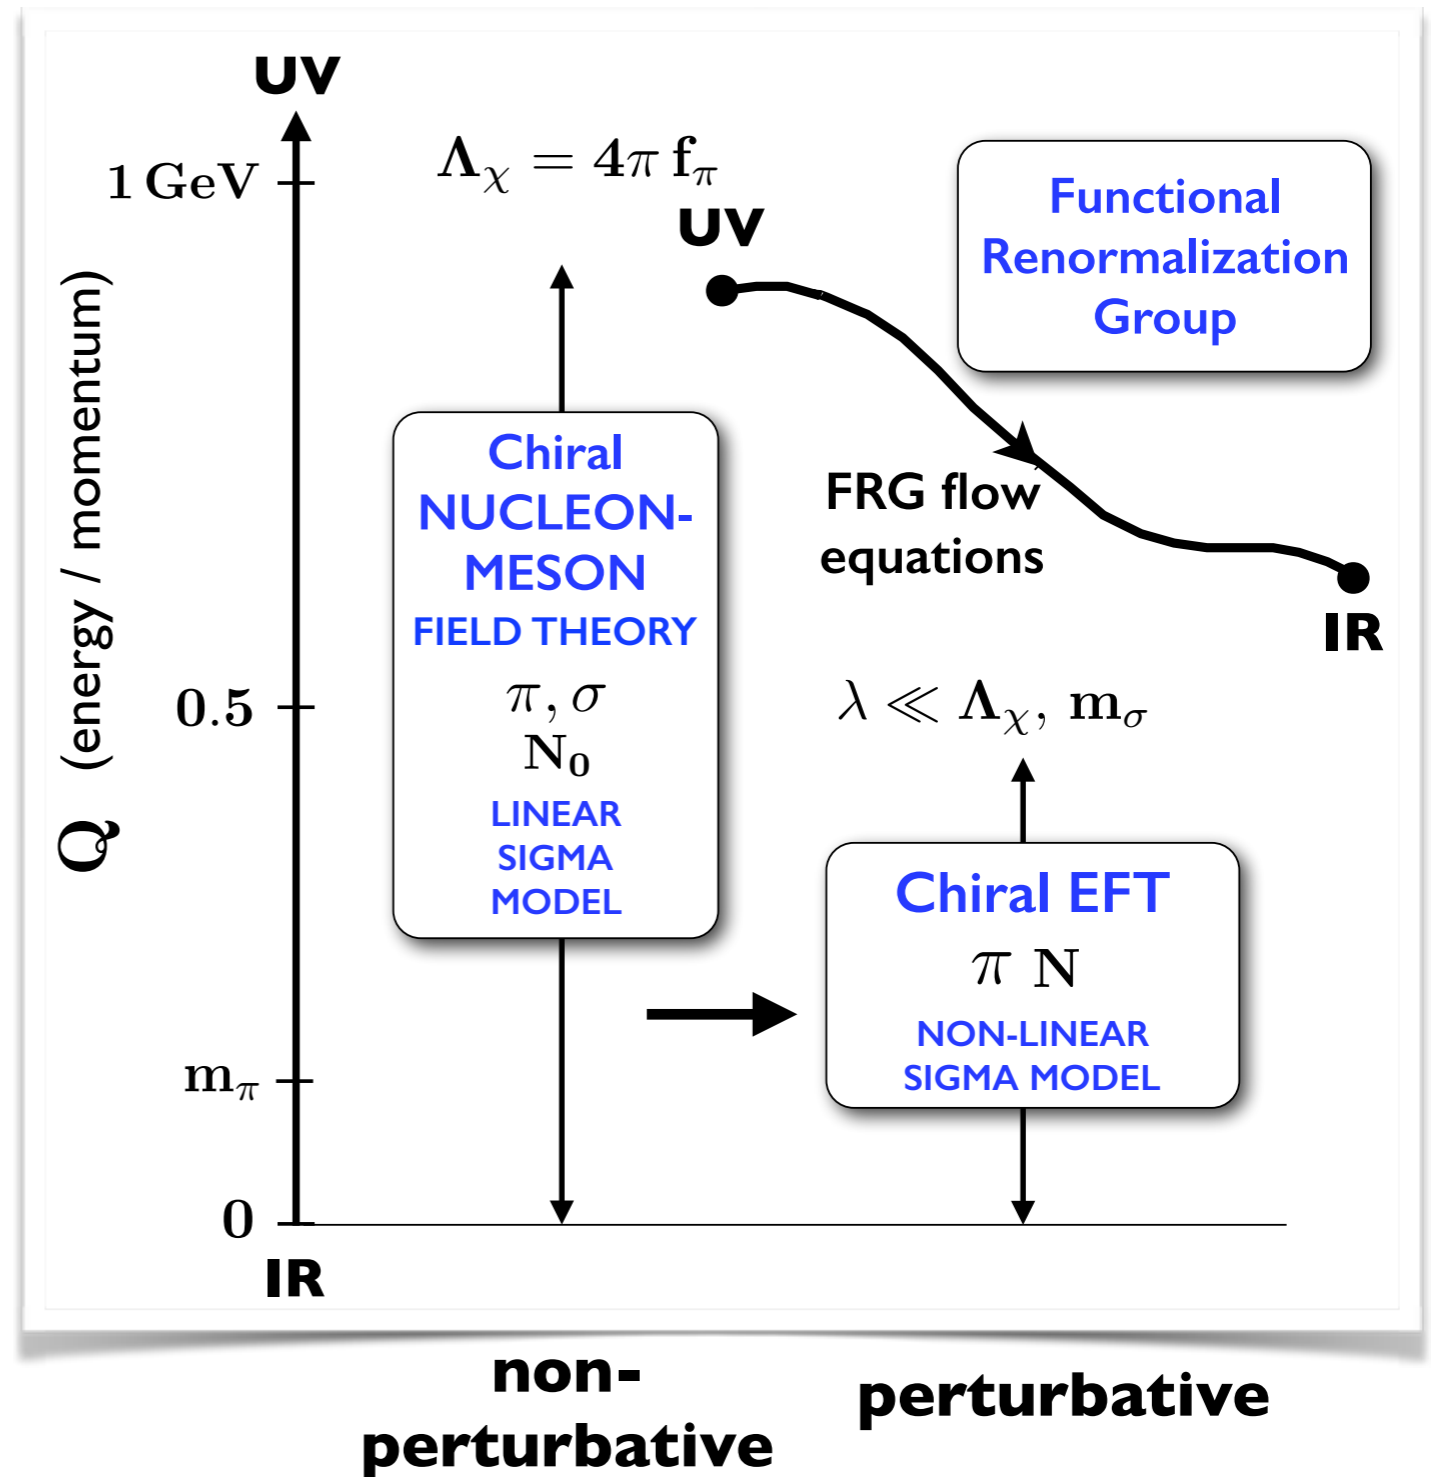 UV
1 GeV
Λχ = 4π fπ
UV
Functional
Renormalization
Group
Q (energy / momentum)
Chiral
NUCLEON-
MESON
FIELD THEORY
π, σ
N₀
LINEAR
SIGMA
MODEL
FRG flow
equations
IR
0.5
λ ≪ Λχ, mσ
Chiral EFT
π N
NON-LINEAR
SIGMA MODEL
mπ
0
IR
non-
perturbative
perturbative